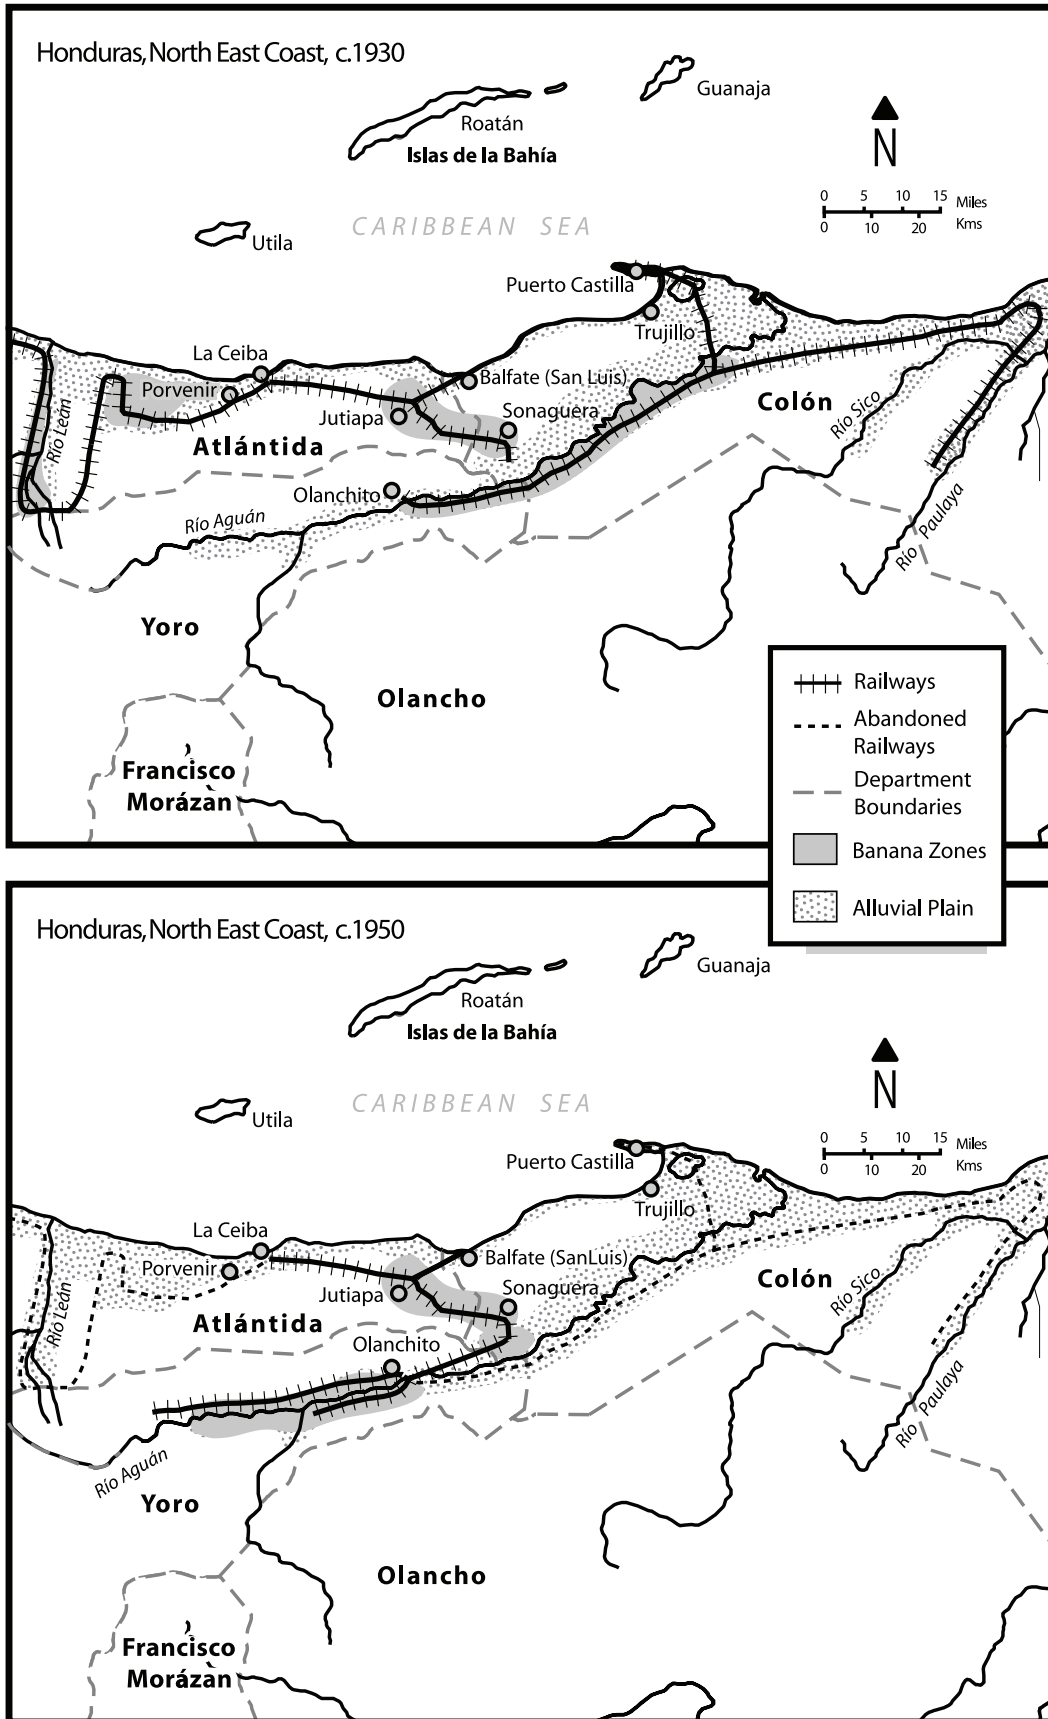 Honduras, North East Coast, c.1930
Guanaja
Roatán
Islas de la Bahía
N
0 5 10 15 Miles
0 10 20 Kms
CARIBBEAN SEA
Utila
Puerto Castilla
Trujillo
La Ceiba
Porvenir
Balfate (San Luis)
Jutiapa
Sonaguera
Colón
Río Sico
Río Leán
Atlántida
Olanchito
Río Aguán
Río Paulaya
Yoro
Olancho
Francisco
Morázan
Railways
Abandoned
Railways
Department
Boundaries
Banana Zones
Alluvial Plain
Honduras, North East Coast, c.1950
Guanaja
Roatán
Islas de la Bahía
N
0 5 10 15 Miles
0 10 20 Kms
CARIBBEAN SEA
Utila
Puerto Castilla
Trujillo
La Ceiba
Porvenir
Balfate (SanLuis)
Jutiapa
Sonaguera
Colón
Río Sico
Río Leán
Atlántida
Olanchito
Río Paulaya
Río Aguán
Yoro
Olancho
Francisco
Morázan